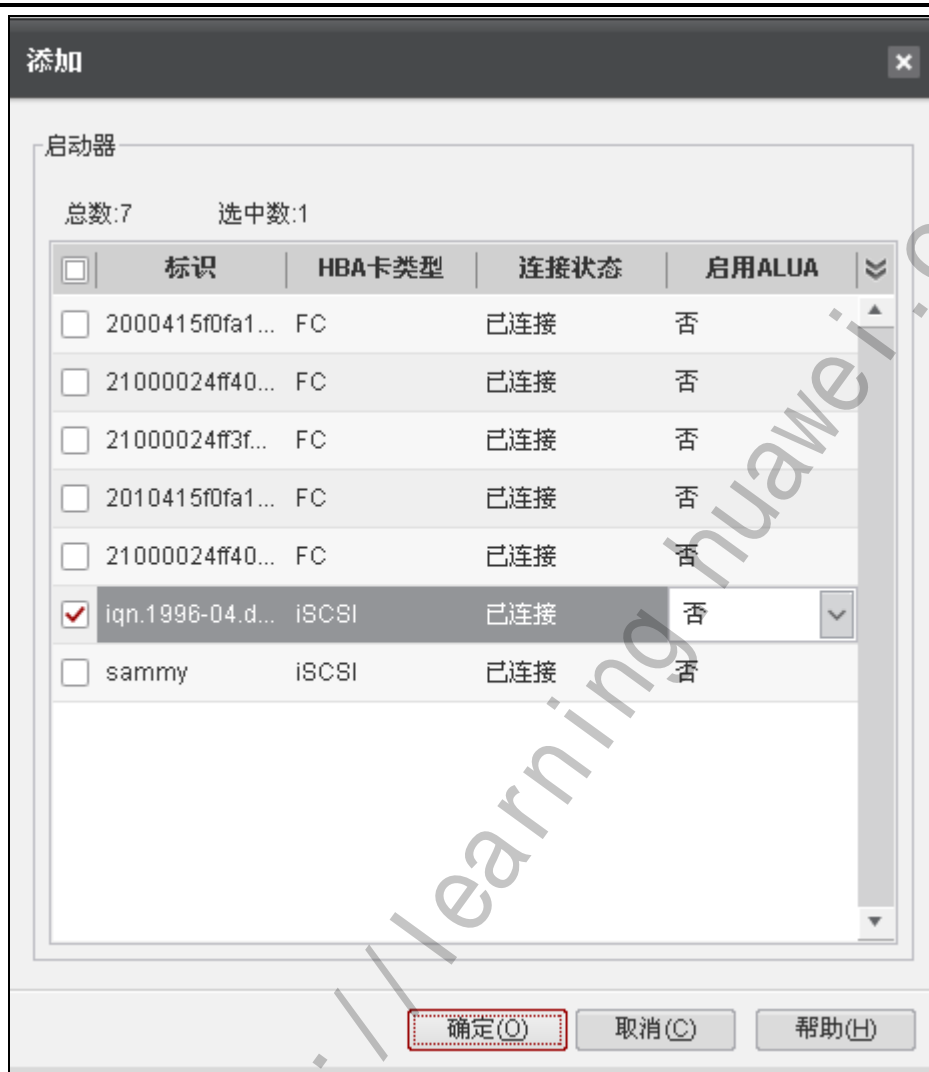 添加
启动器
总数:7 选中数:1
标识 HBA卡类型 连接状态 启用ALUA
2000415f0fa1... FC 已连接 否
21000024ff40... FC 已连接 否
21000024ff3f... FC 已连接 否
2010415f0fa1... FC 已连接 否
21000024ff40... FC 已连接 否
iqn.1996-04.d... iSCSI 已连接 否
sammy iSCSI 已连接 否
确定(O) 取消(C) 帮助(H)
://learning.huawei.c